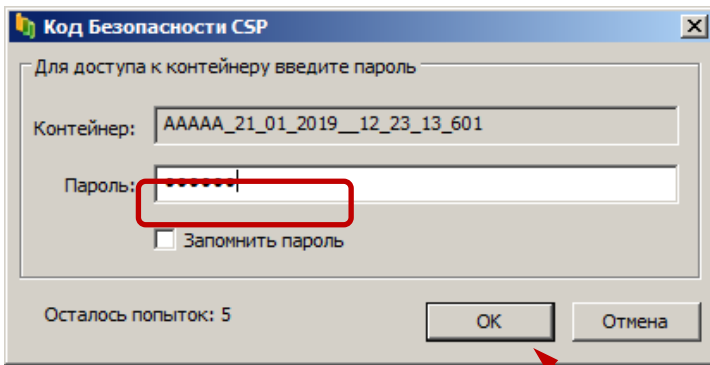 Код Безопасности CSP
Для доступа к контейнеру введите пароль
Контейнер: AAAAA_21_01_2019__12_23_13_601
Пароль: ••••••
Запомнить пароль
Осталось попыток: 5
OK Отмена